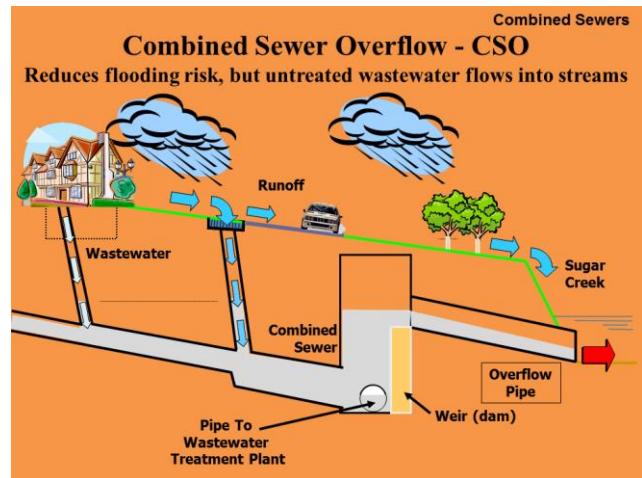 Combined Sewers
Combined Sewer Overflow - CSO
Reduces flooding risk, but untreated wastewater flows into streams
Runoff
Wastewater
Sugar
Creek
Combined
Sewer
Overflow
Pipe
Weir (dam)
Pipe To
Wastewater
Treatment Plant